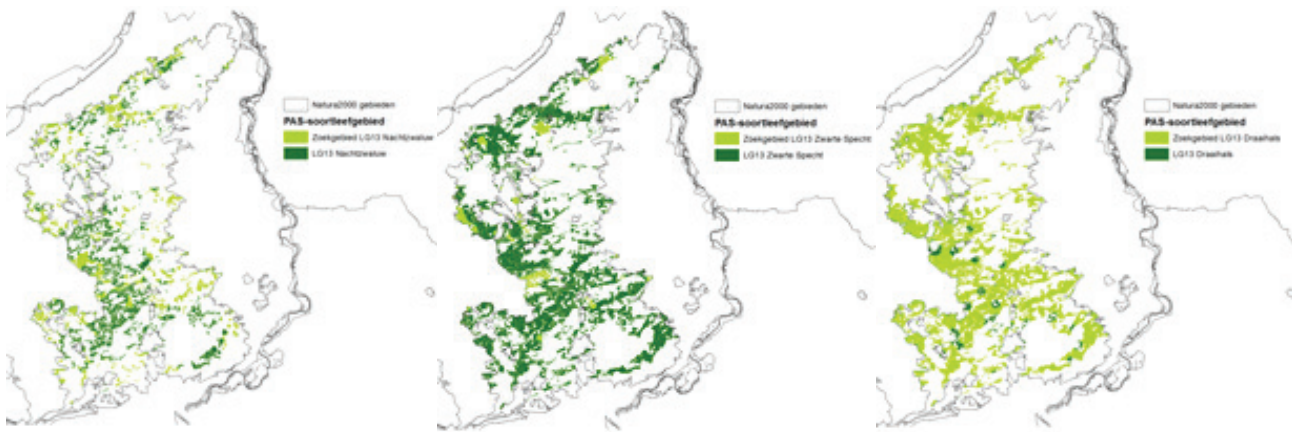 Natura2000 gebieden
PAS-soortleefgebied
Zoekgebied LG13 Nachtzwaluw
LG13 Nachtzwaluw
Natura2000 gebieden
PAS-soortleefgebied
Zoekgebied LG13 Zwarte Specht
LG13 Zwarte Specht
Natura2000 gebieden
PAS-soortleefgebied
Zoekgebied LG13 Draaihals
LG13 Draaihals